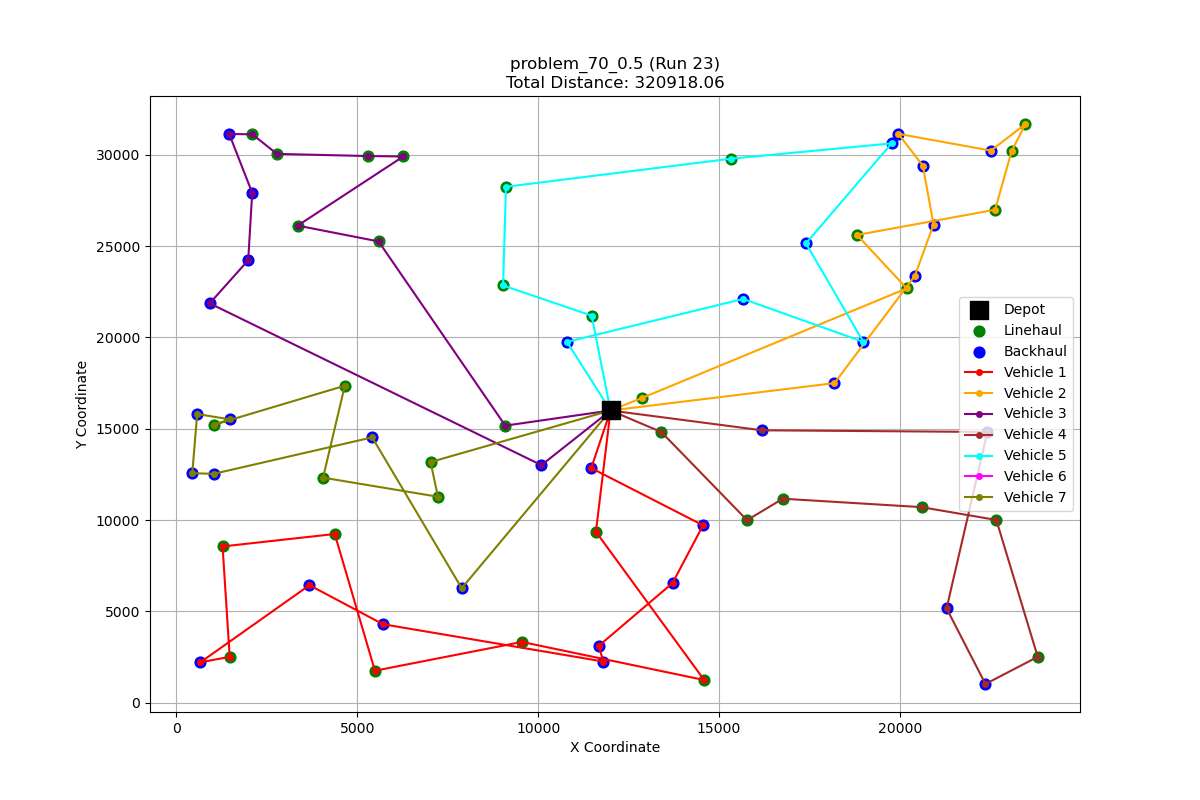 problem_70_0.5 (Run 23)
Total Distance: 320918.06
Y Coordinate
30000
25000
20000
15000
10000
5000
0
0
5000
10000
15000
20000
X Coordinate
Depot
Linehaul
Backhaul
Vehicle 1
Vehicle 2
Vehicle 3
Vehicle 4
Vehicle 5
Vehicle 6
Vehicle 7